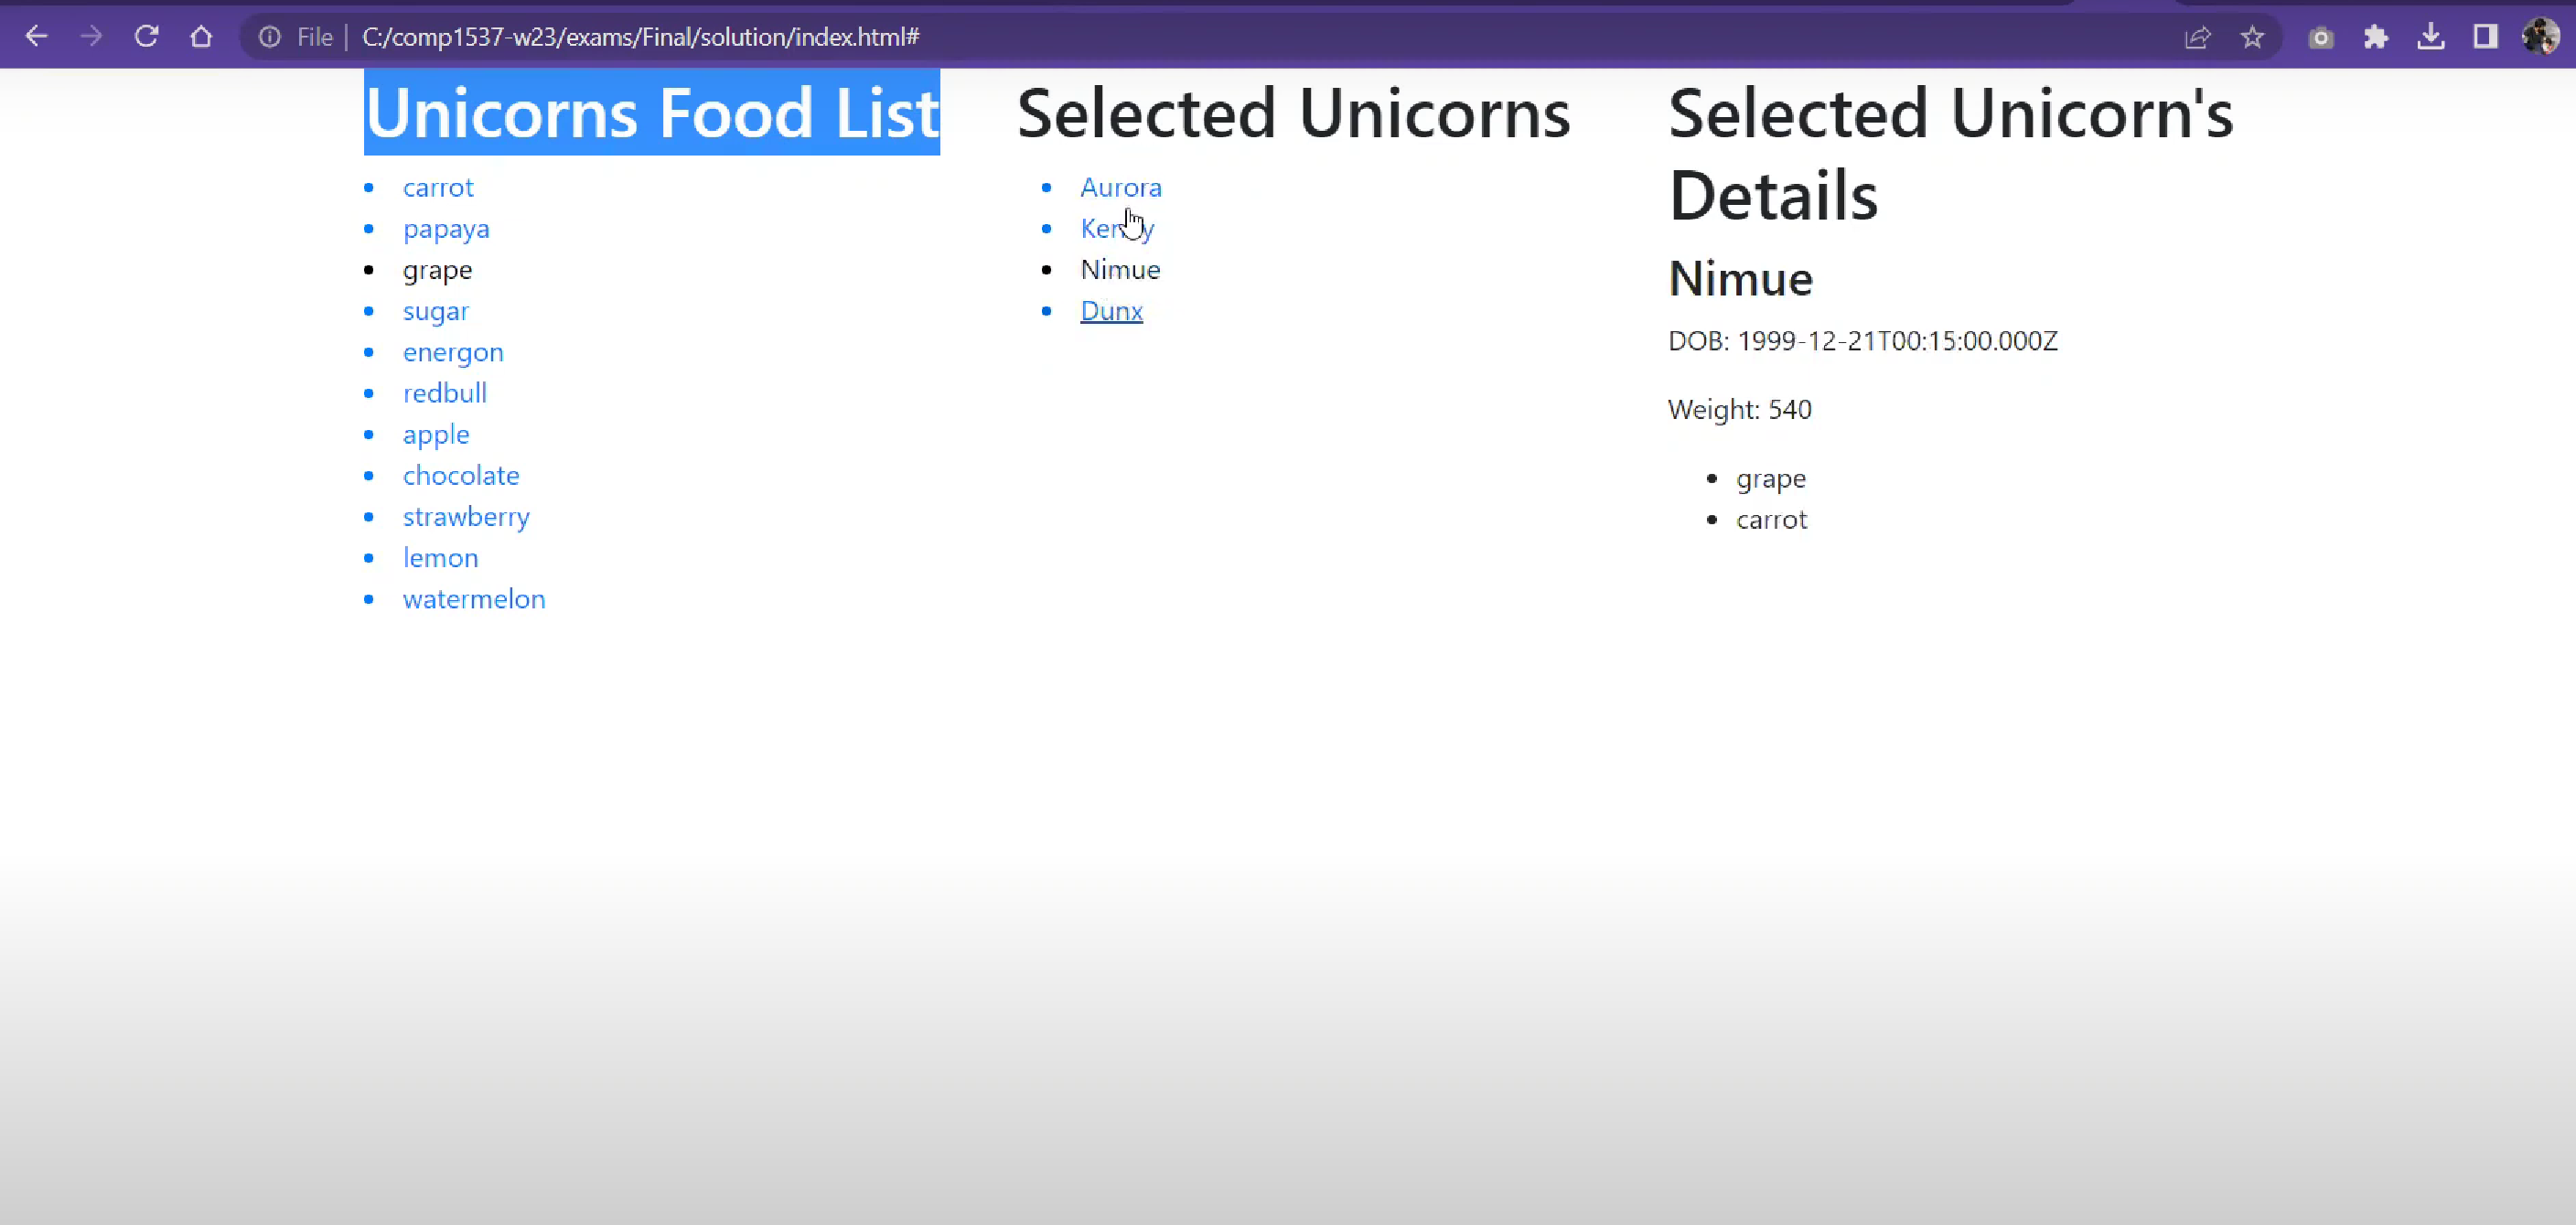 File | C:/comp1537-w23/exams/Final/solution/index.html#
Unicorns Food List
carrot
papaya
grape
sugar
energon
redbull
apple
chocolate
strawberry
lemon
watermelon
Selected Unicorns
Aurora
Nimue
Dunx
Selected Unicorn's
Details
Nimue
DOB: 1999-12-21T00:15:00.000Z
Weight: 540
grape
carrot